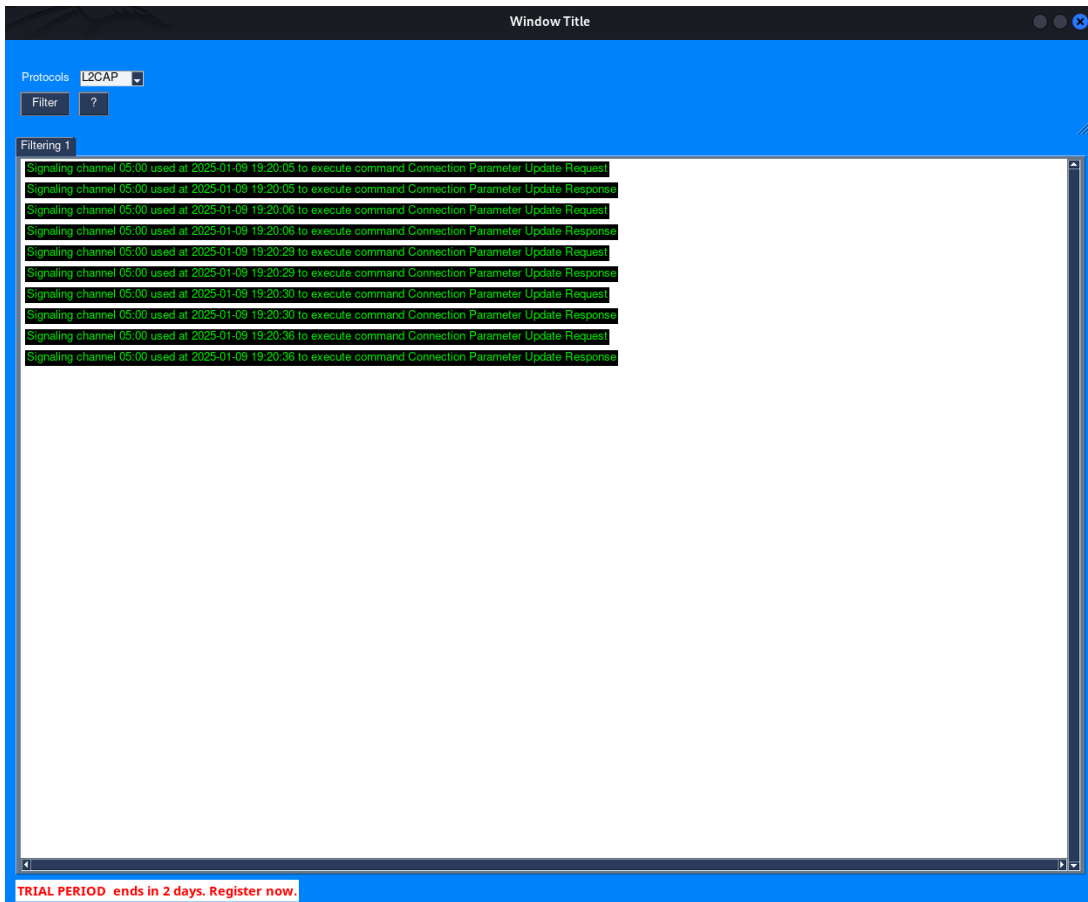 Window Title
Protocols L2CAP
Filter ?
Filtering 1
Signaling channel 05:00 used at 2025-01-09 19:20:05 to execute command Connection Parameter Update Request
Signaling channel 05:00 used at 2025-01-09 19:20:05 to execute command Connection Parameter Update Response
Signaling channel 05:00 used at 2025-01-09 19:20:06 to execute command Connection Parameter Update Request
Signaling channel 05:00 used at 2025-01-09 19:20:06 to execute command Connection Parameter Update Response
Signaling channel 05:00 used at 2025-01-09 19:20:29 to execute command Connection Parameter Update Request
Signaling channel 05:00 used at 2025-01-09 19:20:29 to execute command Connection Parameter Update Response
Signaling channel 05:00 used at 2025-01-09 19:20:30 to execute command Connection Parameter Update Request
Signaling channel 05:00 used at 2025-01-09 19:20:30 to execute command Connection Parameter Update Response
Signaling channel 05:00 used at 2025-01-09 19:20:36 to execute command Connection Parameter Update Request
Signaling channel 05:00 used at 2025-01-09 19:20:36 to execute command Connection Parameter Update Response
TRIAL PERIOD  ends in 2 days. Register now.